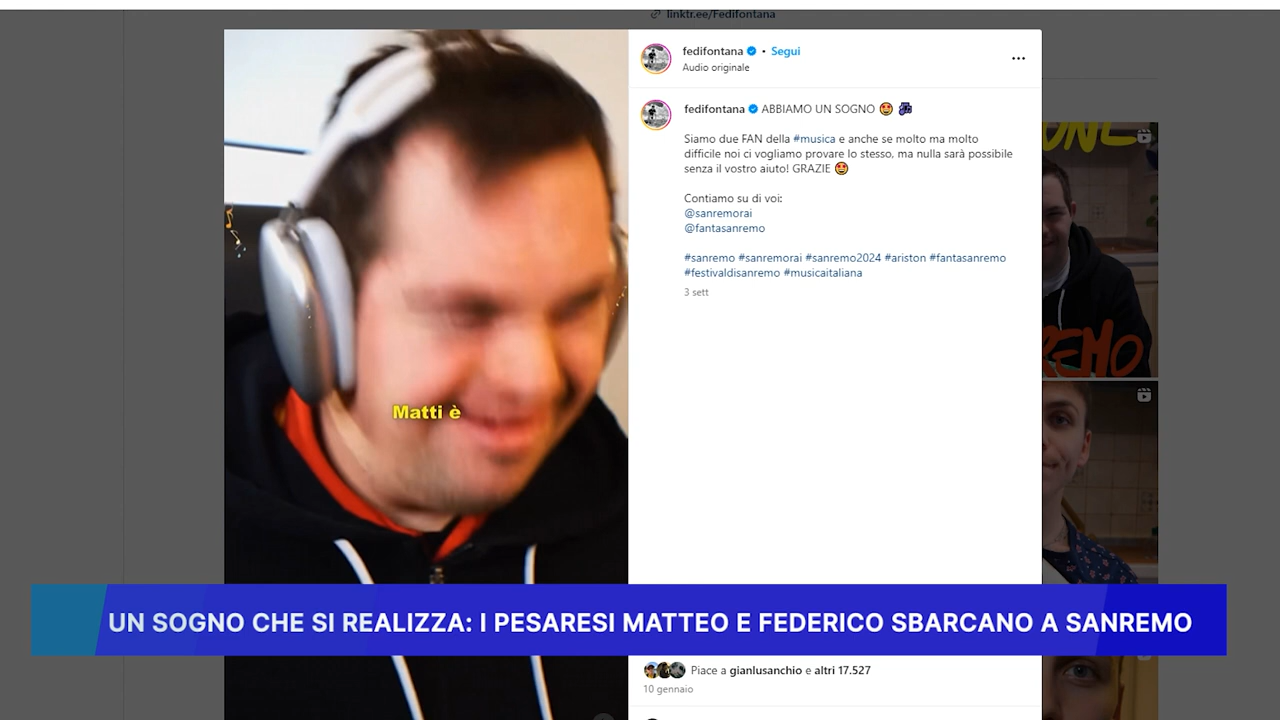 linktr.ee/Fedifontana
fedifontana • Segui
Audio originale
fedifontana ABBIAMO UN SOGNO
Siamo due FAN della #musica e anche se molto ma molto
difficile noi ci vogliamo provare lo stesso, ma nulla sarà possibile
senza il vostro aiuto! GRAZIE
Contiamo su di voi:
@sanremorai
@fantasanremo
#sanremo #sanremorai #sanremo2024 #ariston #fantasanremo
#festivaldisanremo #musicaitaliana
3 sett
Matti è
UN SOGNO CHE SI REALIZZA: I PESARESI MATTEO E FEDERICO SBARCANO A SANREMO
Piace a gianlusanchio e altri 17.527
10 gennaio